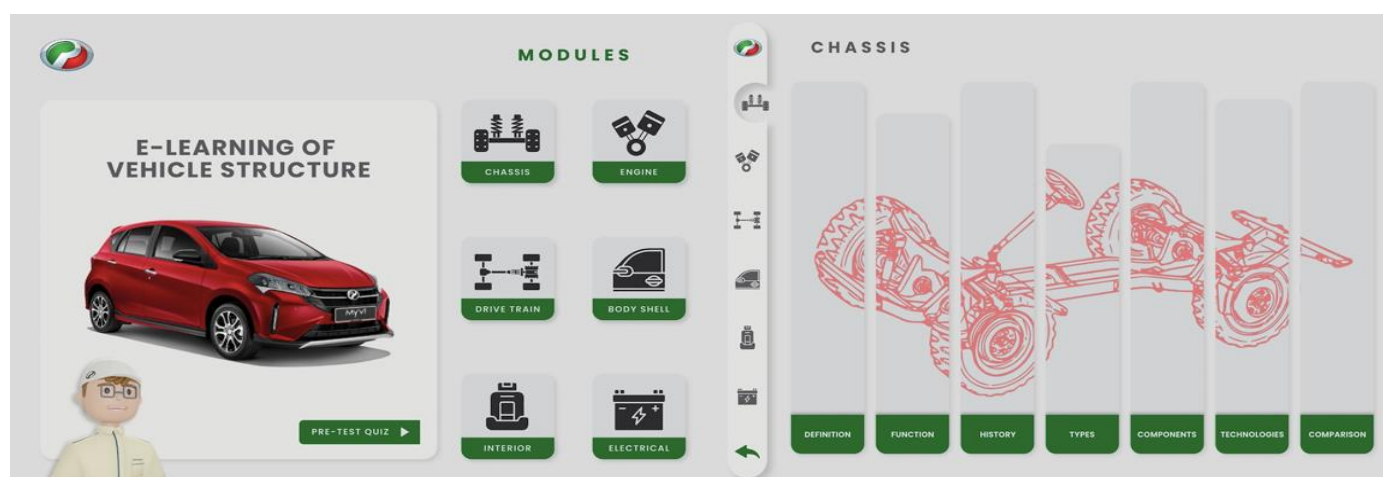 MODULES
E-LEARNING OF
VEHICLE STRUCTURE
Myvi
PRE-TEST QUIZ
CHASSIS
ENGINE
DRIVE TRAIN
BODY SHELL
INTERIOR
ELECTRICAL
CHASSIS
DEFINITION
FUNCTION
HISTORY
TYPES
COMPONENTS
TECHNOLOGIES
COMPARISON